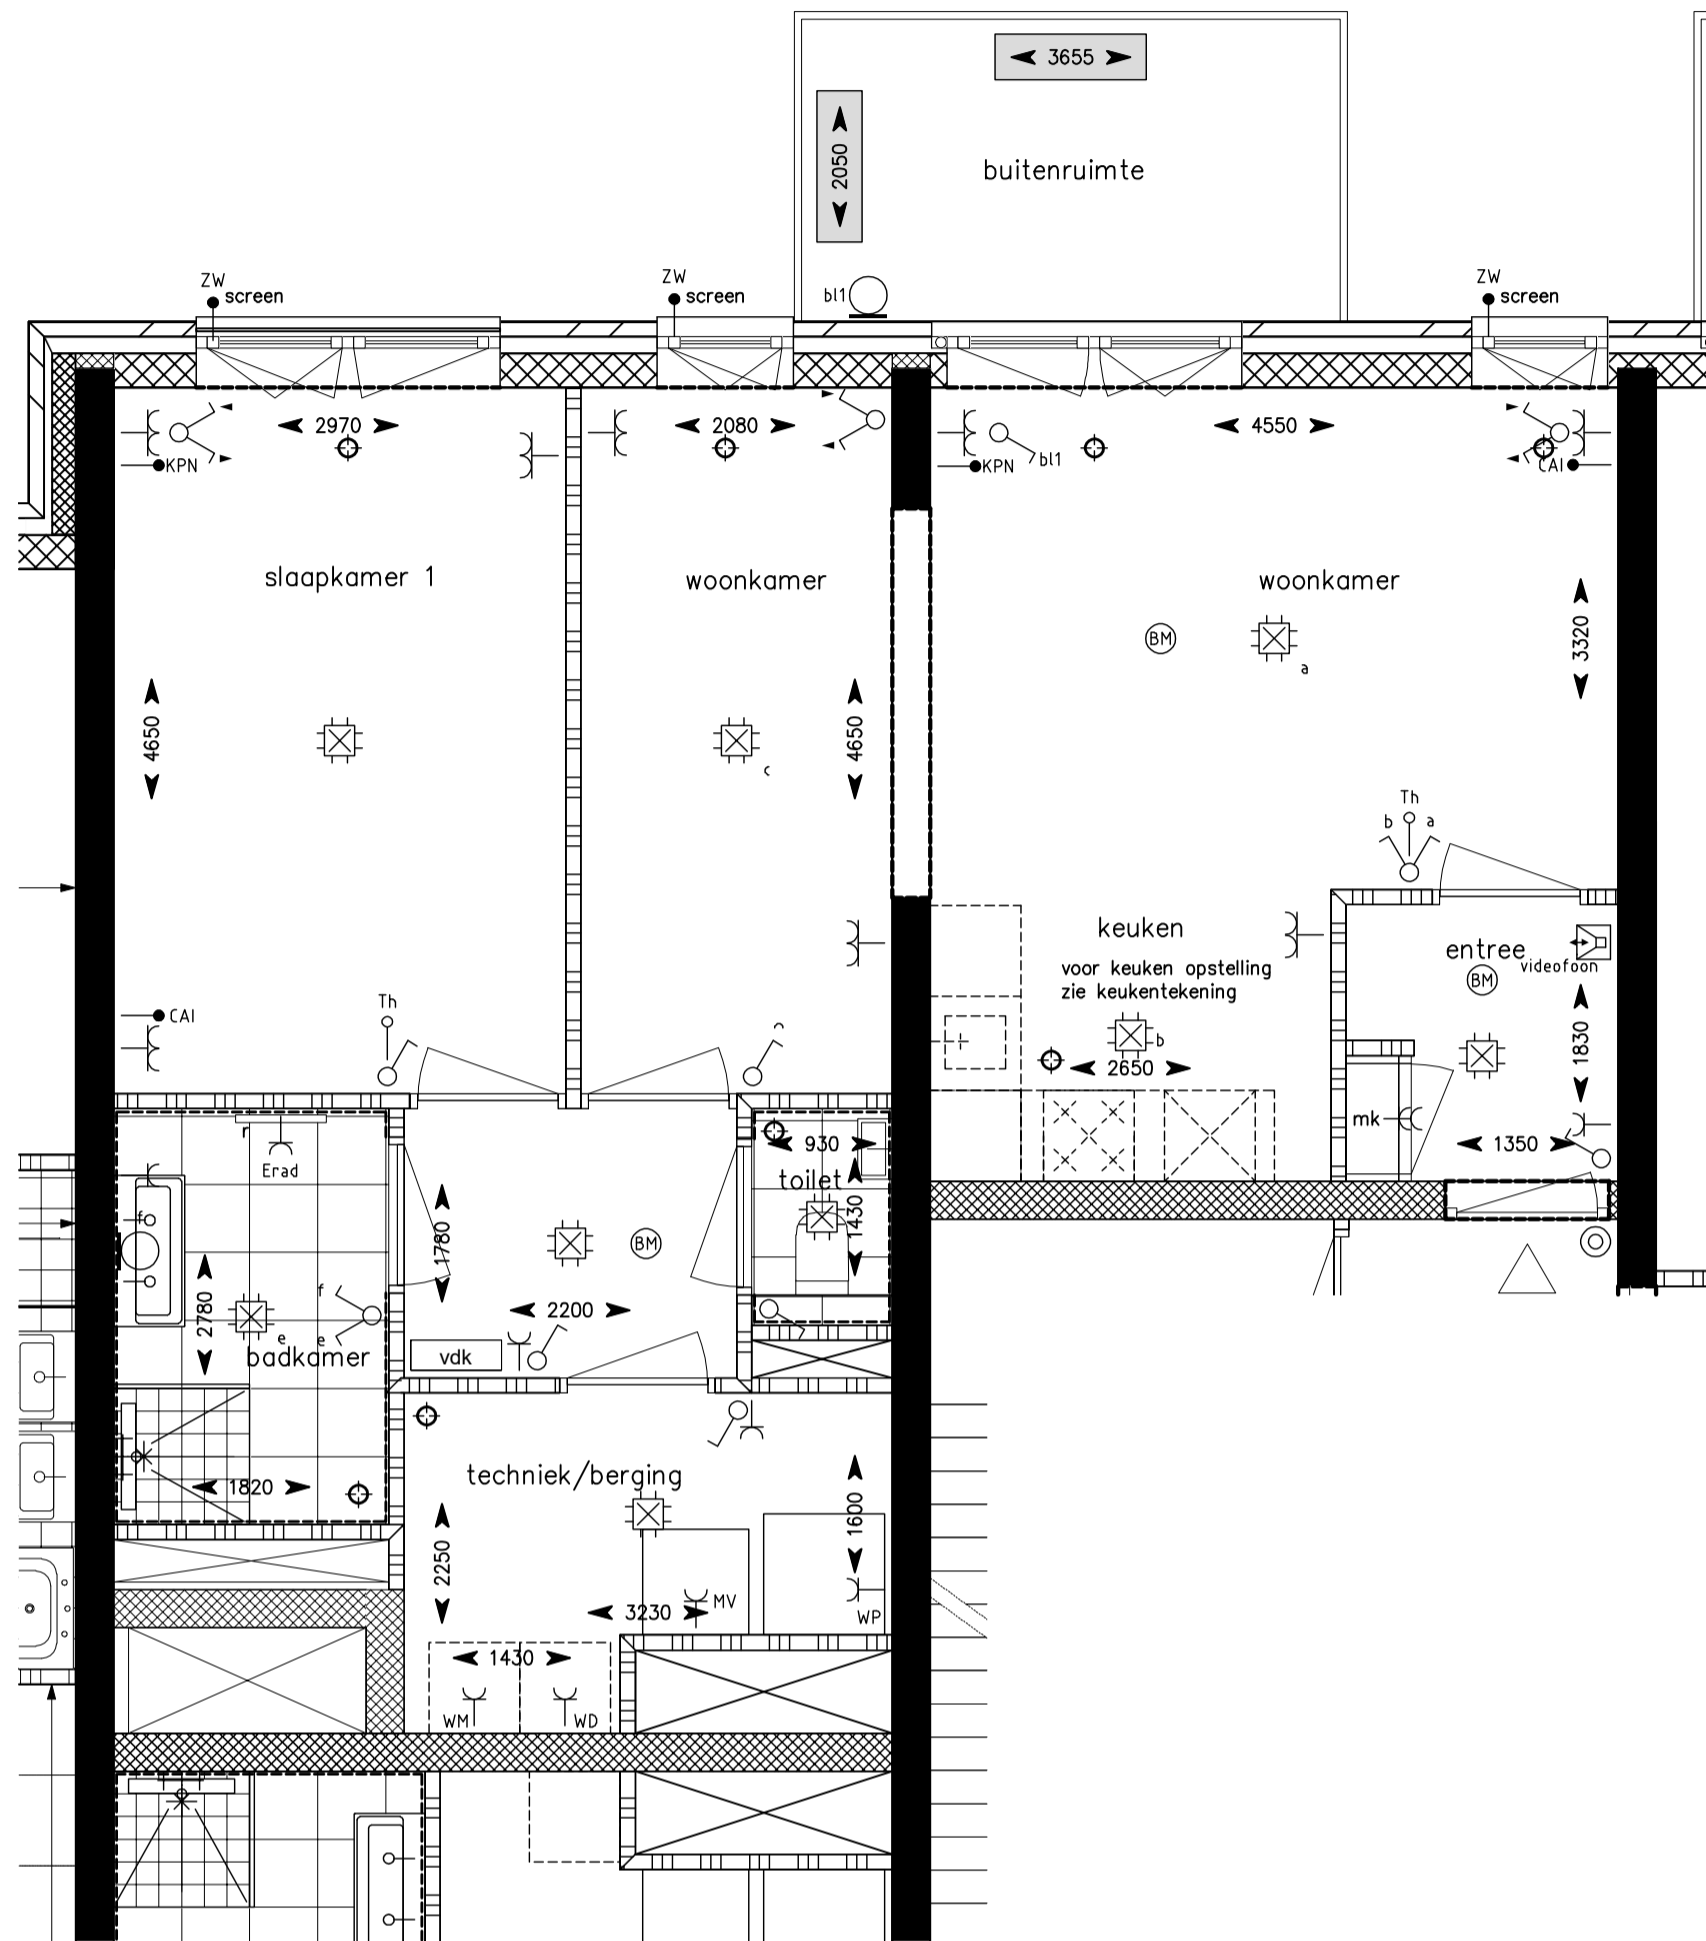 3655
2050
buitenruimte
ZW
screen
ZW
screen
bl1
ZW
screen
2970
2080
4550
KPN
KPN
bl1
CAI
slaapkamer 1
woonkamer
woonkamer
BM
a
3320
4650
4650
c
Th
b a
keuken
voor keuken opstelling
zie keukentekening
entree
videofoon
BM
CAI
Th
b
2650
1830
mk
1350
r
Erad
930
toilet
1430
f
1780
BM
2780
f
e
e
badkamer
2200
vdk
techniek/berging
1820
1600
2250
3230
MV
WP
1430
WM
WD